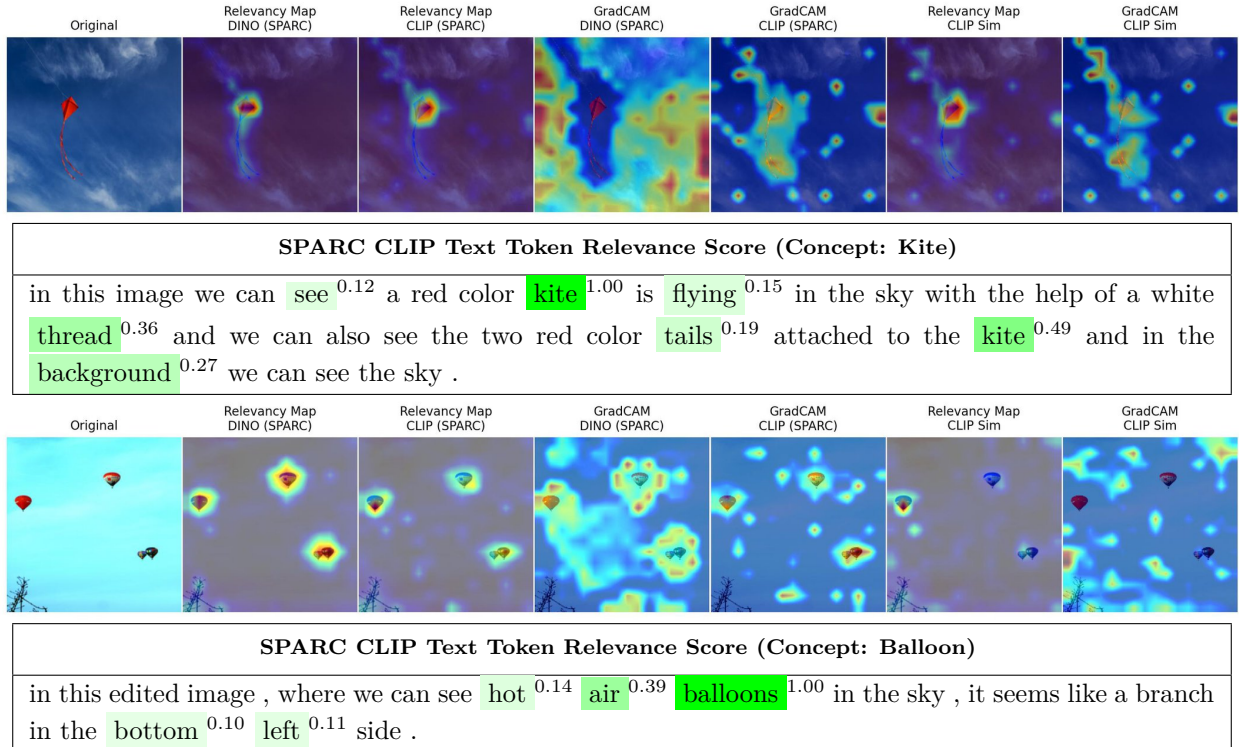 Original
Relevancy Map
DINO (SPARC)
Relevancy Map
CLIP (SPARC)
GradCAM
DINO (SPARC)
GradCAM
CLIP (SPARC)
Relevancy Map
CLIP Sim
GradCAM
CLIP Sim
SPARC CLIP Text Token Relevance Score (Concept: Kite)
in this image we can see 0.12 a red color kite 1.00 is flying 0.15 in the sky with the help of a white
thread 0.36 and we can also see the two red color tails 0.19 attached to the kite 0.49 and in the
background 0.27 we can see the sky .
Original
Relevancy Map
DINO (SPARC)
Relevancy Map
CLIP (SPARC)
GradCAM
DINO (SPARC)
GradCAM
CLIP (SPARC)
Relevancy Map
CLIP Sim
GradCAM
CLIP Sim
SPARC CLIP Text Token Relevance Score (Concept: Balloon)
in this edited image , where we can see hot 0.14 air 0.39 balloons 1.00 in the sky , it seems like a branch
in the bottom 0.10 left 0.11 side .